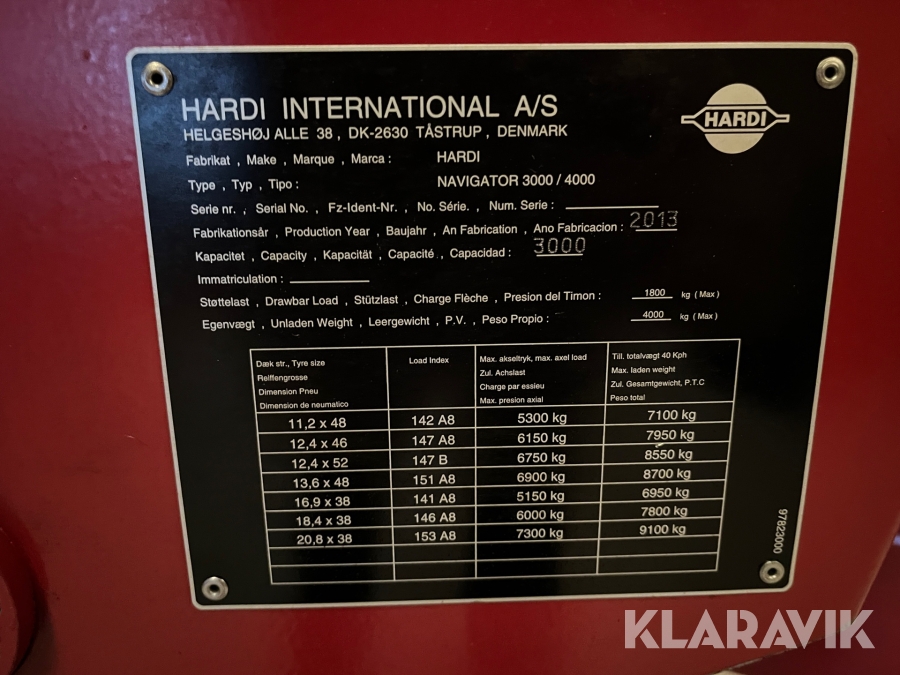 HARDI INTERNATIONAL A/S
HELGESHØJ ALLE 38 , DK-2630 TÅSTRUP , DENMARK
HARDI
Fabrikat , Make , Marque , Marca : HARDI
Type , Typ , Tipo : NAVIGATOR 3000 / 4000
Serie nr. , Serial No. , Fz-Ident-Nr. , No. Série. , Num. Serie :
Fabrikationsår , Production Year , Baujahr , An Fabrication , Ano Fabricacion : 2013
Kapacitet , Capacity , Kapacität , Capacité , Capacidad : 3000
Immatriculation :
Støttelast , Drawbar Load , Stützlast , Charge Flèche , Presion del Timon : 1800 kg ( Max )
Egenvægt , Unladen Weight , Leergewicht , P.V. , Peso Propio : 4000 kg ( Max )
Dæk str., Tyre size Load Index Max. akseltryk, max. axel load Till. totalvægt 40 Kph
Reiffengrosse Zul. Achslast Max. laden weight
Dimension Pneu Charge par essieu Zul. Gesamtgewicht, P.T.C
Dimension de neumatico Max. presion axial Peso total
11,2 x 48 142 A8 5300 kg 7100 kg
12,4 x 46 147 A8 6150 kg 7950 kg
12,4 x 52 147 B 6750 kg 8550 kg
13,6 x 48 151 A8 6900 kg 8700 kg
16,9 x 38 141 A8 5150 kg 6950 kg
18,4 x 38 146 A8 6000 kg 7800 kg
20,8 x 38 153 A8 7300 kg 9100 kg
97823000
KLARAVIK